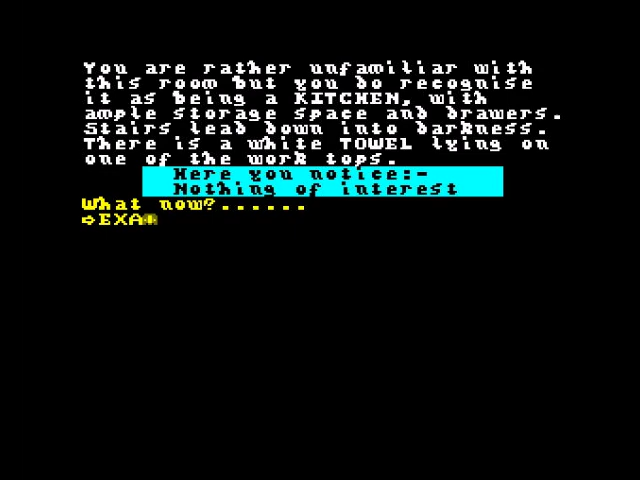 You are rather unfamiliar with
this room but you do recognise
it as being a KITCHEN, with
ample storage space and drawers.
Stairs lead down into darkness.
There is a white TOWEL lying on
one of the work tops.
Here you notice:-
Nothing of interest
What now?......
⇨EXA